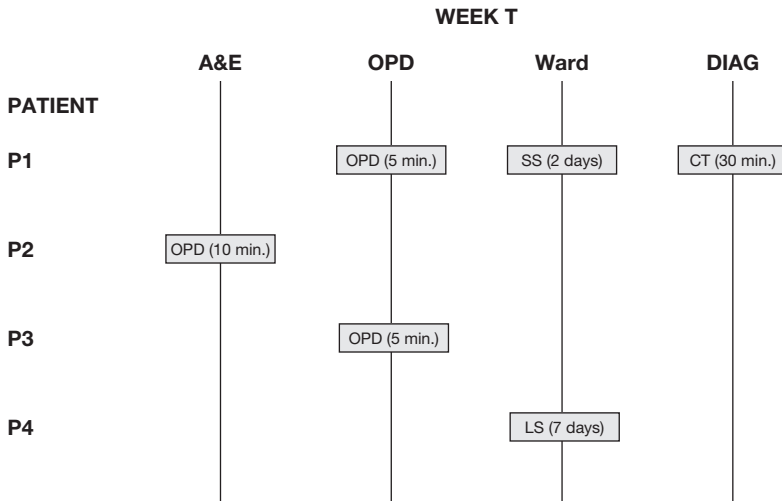 WEEK T
A&E OPD Ward DIAG
PATIENT
P1 OPD (5 min.) SS (2 days) CT (30 min.)
P2 OPD (10 min.)
P3 OPD (5 min.)
P4 LS (7 days)